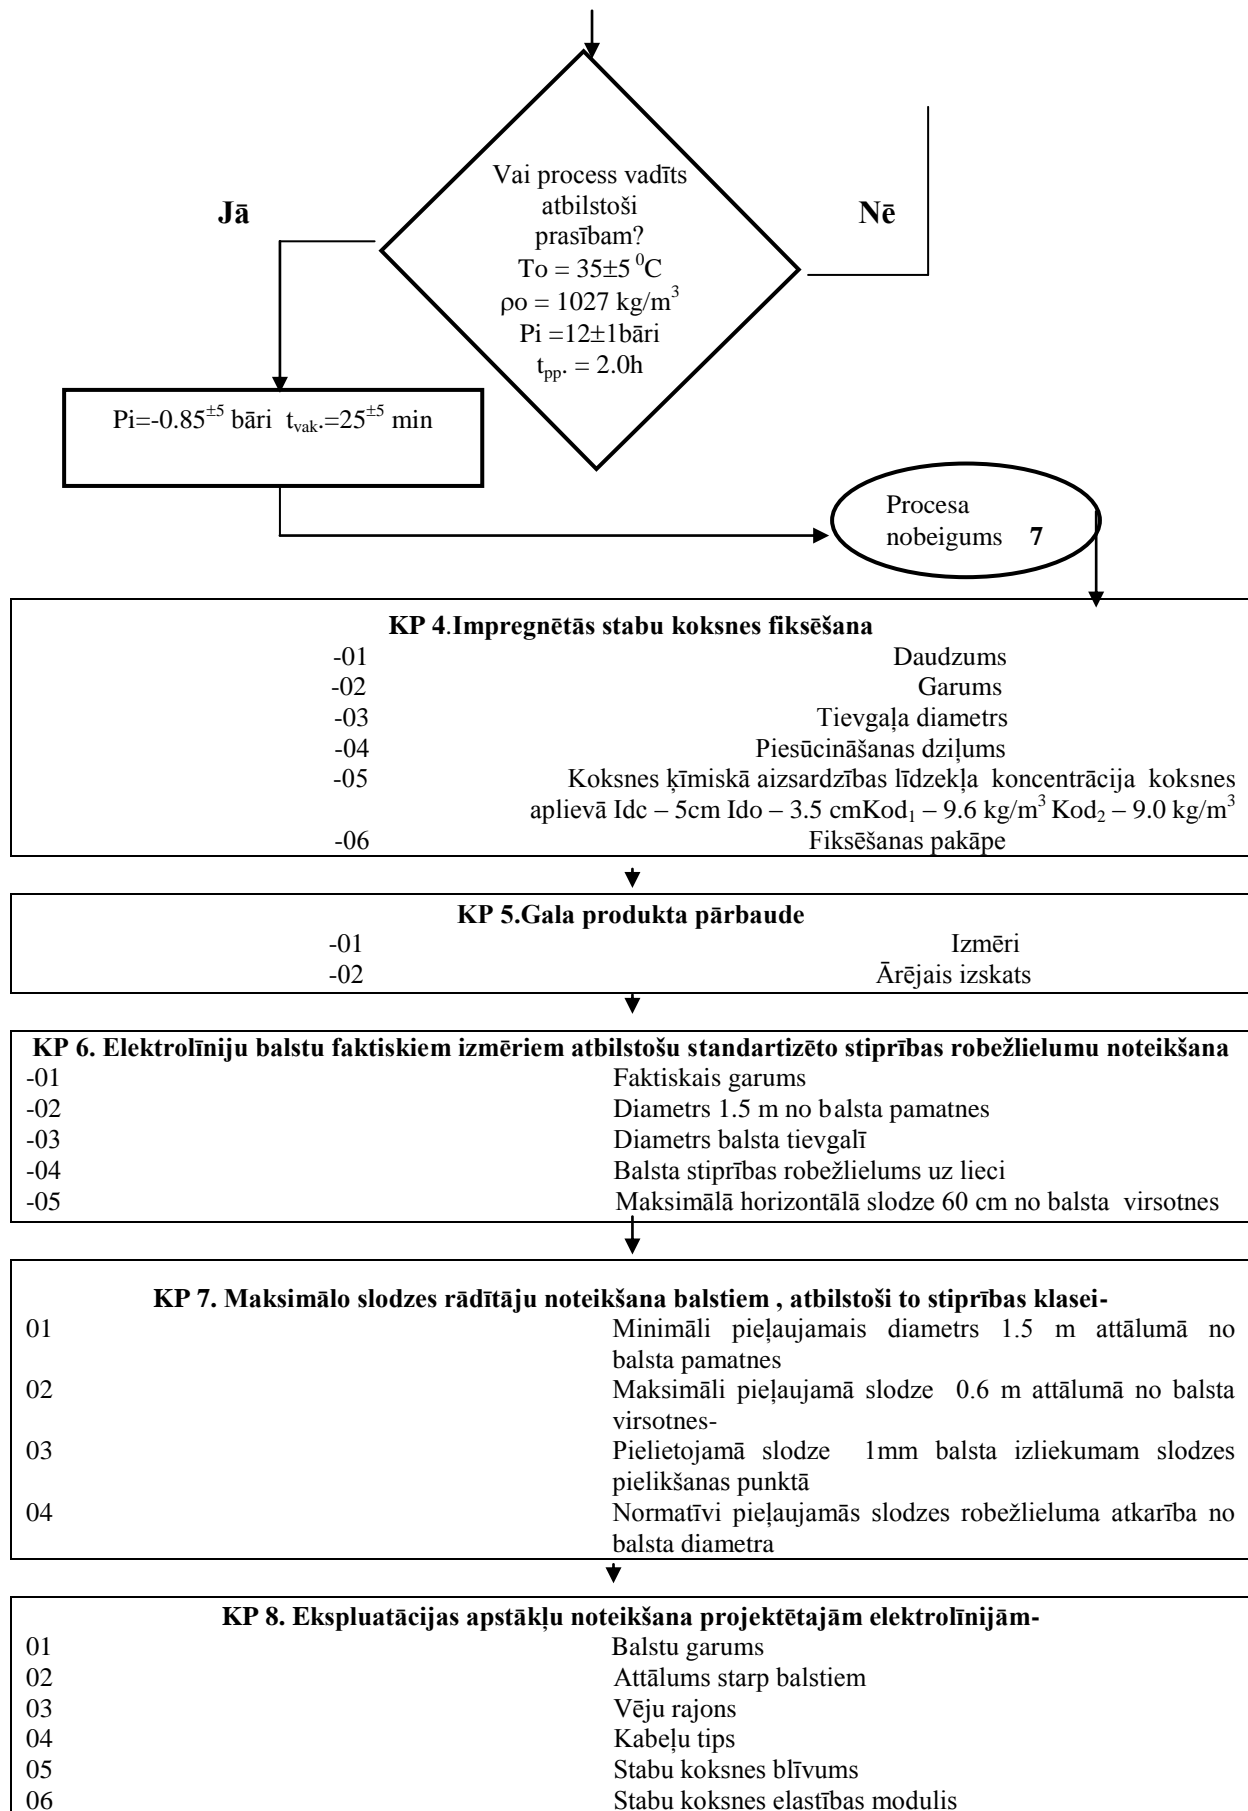 Vai process vadīts
atbilstoši
prasībam?
Jā
Nē
To = 35±5 ⁰C
ρo = 1027 kg/m³
Pi =12±1bāri
tpp. = 2.0h
Pi=-0.85±5 bāri tvak.=25±5 min
Procesa
nobeigums 7
KP 4.Impregnētās stabu koksnes fiksēšana
-01 Daudzums
-02 Garums
-03 Tievgaļa diametrs
-04 Piesūcināšanas dziļums
-05 Koksnes ķīmiskā aizsardzības līdzekļa koncentrācija koksnes
aplievā Idc – 5cm Ido – 3.5 cmKod₁ – 9.6 kg/m³ Kod₂ – 9.0 kg/m³
-06 Fiksēšanas pakāpe
KP 5.Gala produkta pārbaude
-01 Izmēri
-02 Ārējais izskats
KP 6. Elektrolīniju balstu faktiskiem izmēriem atbilstošu standartizēto stiprības robežlielumu noteikšana
-01 Faktiskais garums
-02 Diametrs 1.5 m no balsta pamatnes
-03 Diametrs balsta tievgalī
-04 Balsta stiprības robežlielums uz lieci
-05 Maksimālā horizontālā slodze 60 cm no balsta virsotnes
KP 7. Maksimālo slodzes rādītāju noteikšana balstiem , atbilstoši to stiprības klasei-
01 Minimāli pieļaujamais diametrs 1.5 m attālumā no
balsta pamatnes
02 Maksimāli pieļaujamā slodze 0.6 m attālumā no balsta
virsotnes-
03 Pielietojamā slodze 1mm balsta izliekumam slodzes
pielikšanas punktā
04 Normatīvi pieļaujamās slodzes robežlieluma atkarība no
balsta diametra
KP 8. Ekspluatācijas apstākļu noteikšana projektētajām elektrolīnijām-
01 Balstu garums
02 Attālums starp balstiem
03 Vēju rajons
04 Kabeļu tips
05 Stabu koksnes blīvums
06 Stabu koksnes elastības modulis